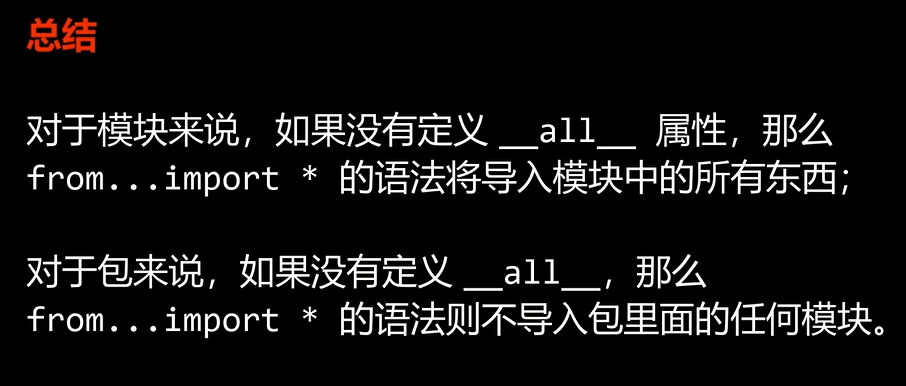 总结
对于模块来说，如果没有定义 __all__ 属性，那么
from...import * 的语法将导入模块中的所有东西；
对于包来说，如果没有定义 __all__，那么
from...import * 的语法则不导入包里面的任何模块。